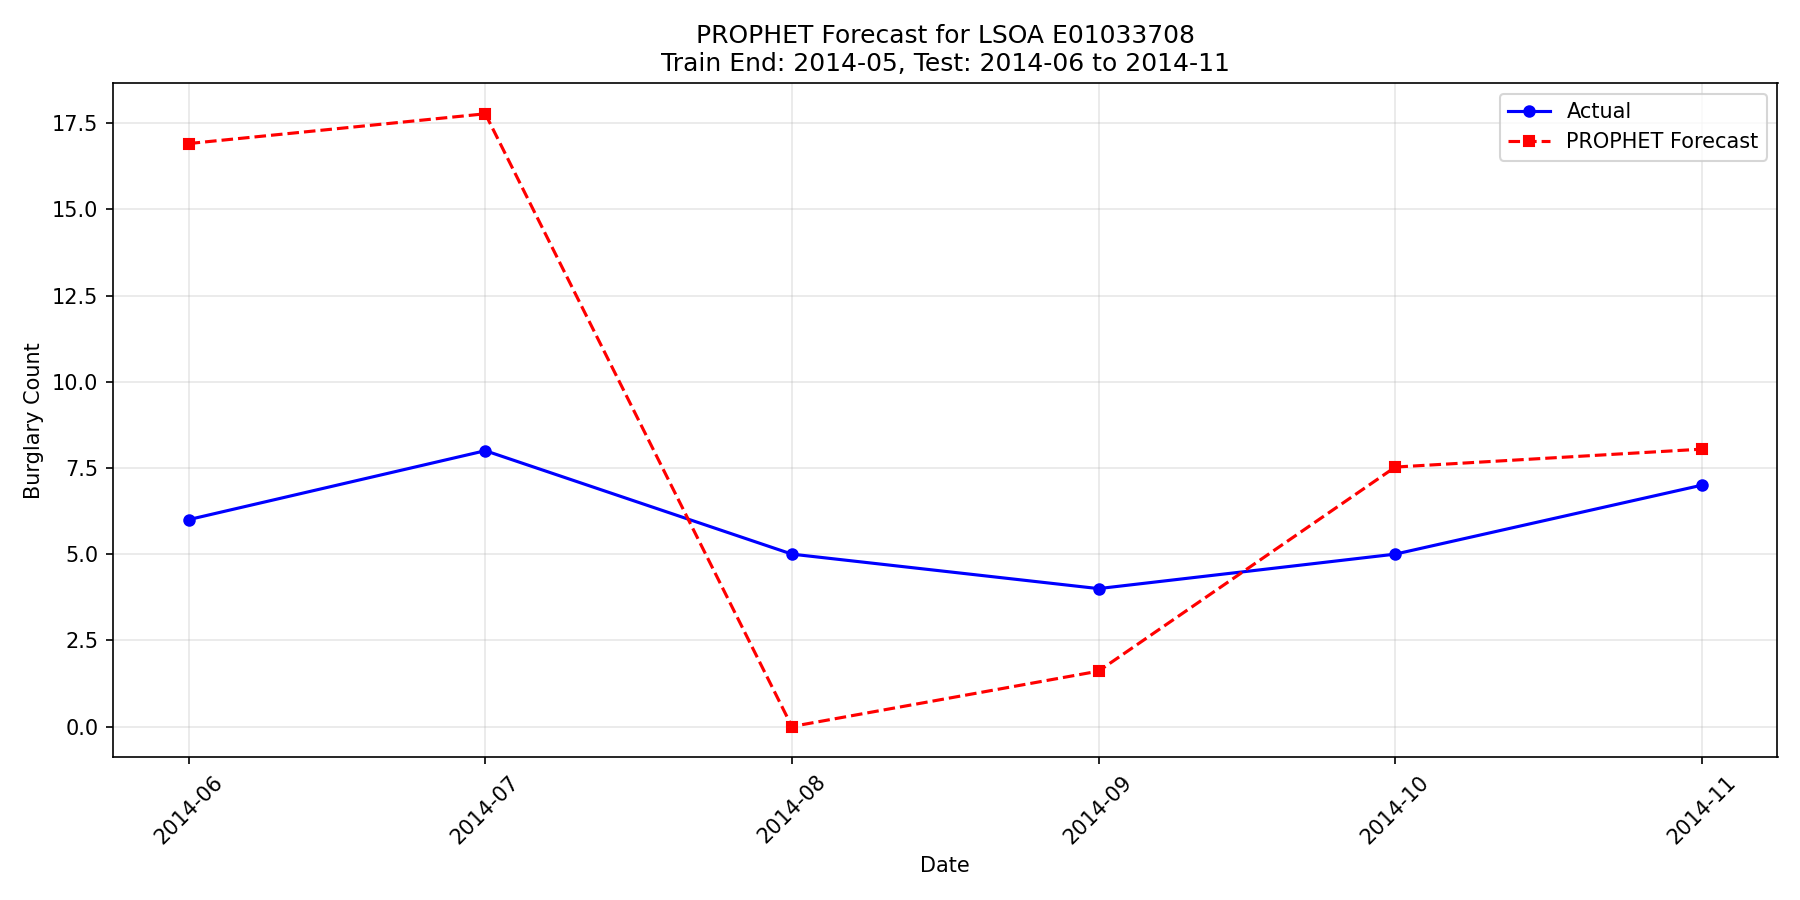 PROPHET Forecast for LSOA E01033708
Train End: 2014-05, Test: 2014-06 to 2014-11
Actual
PROPHET Forecast
Burglary Count
17.5
15.0
12.5
10.0
7.5
5.0
2.5
0.0
2014-06
2014-07
2014-08
2014-09
2014-10
2014-11
Date